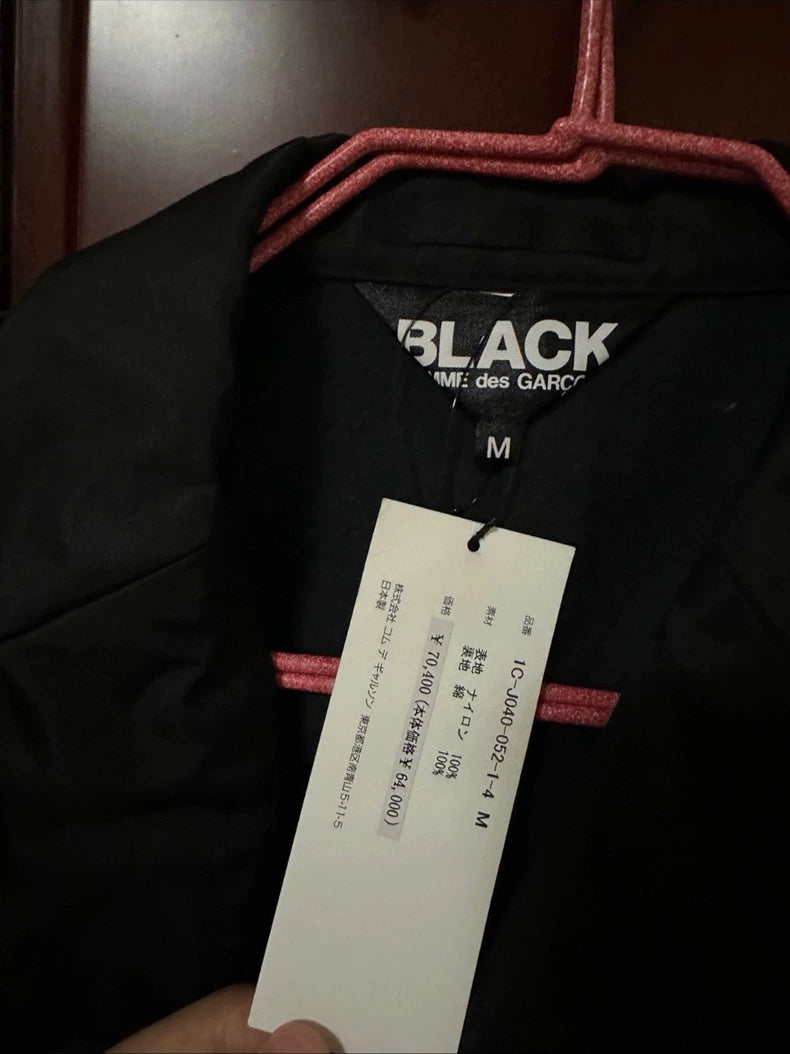 BLACK
MME des GARÇO
M
品番 1C-J040-052-1-4 M
素材 表地 ナイロン 100%
裏地 綿 100%
価格 ¥ 70,400 (本体価格¥ 64,000)
株式会社 コム デ ギャルソン 東京都港区南青山5-11-5
日本製